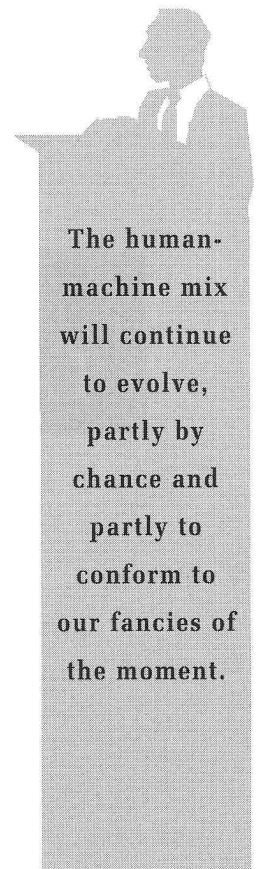 The human-
machine mix
will continue
to evolve,
partly by
chance and
partly to
conform to
our fancies of
the moment.